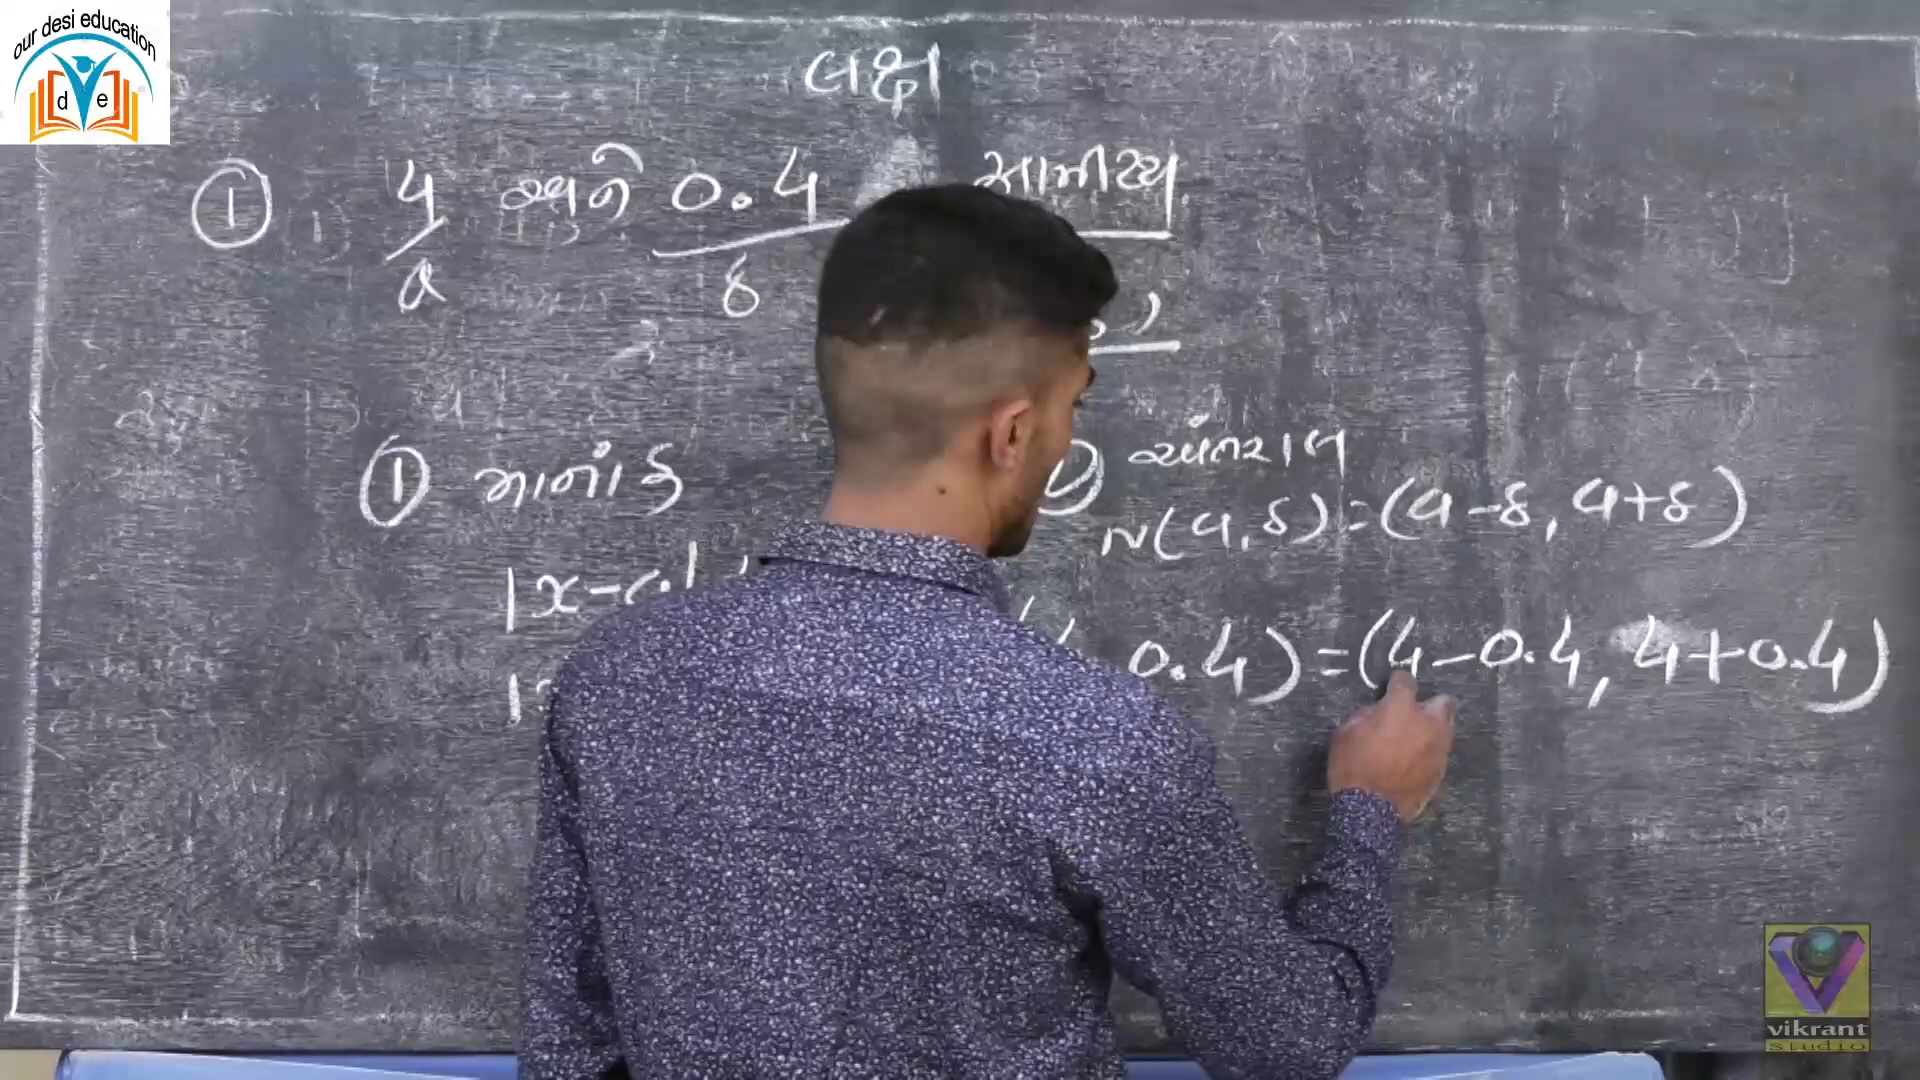 our desi education
d e
લક્ષ
① 4 અને 0.4 સામીપ્ય
a δ
① માનાંક
② અંતરાલ
N(a, δ) = (a-δ, a+δ)
|x-a|
0.4) = (4-0.4, 4+0.4)
vikrant
studio